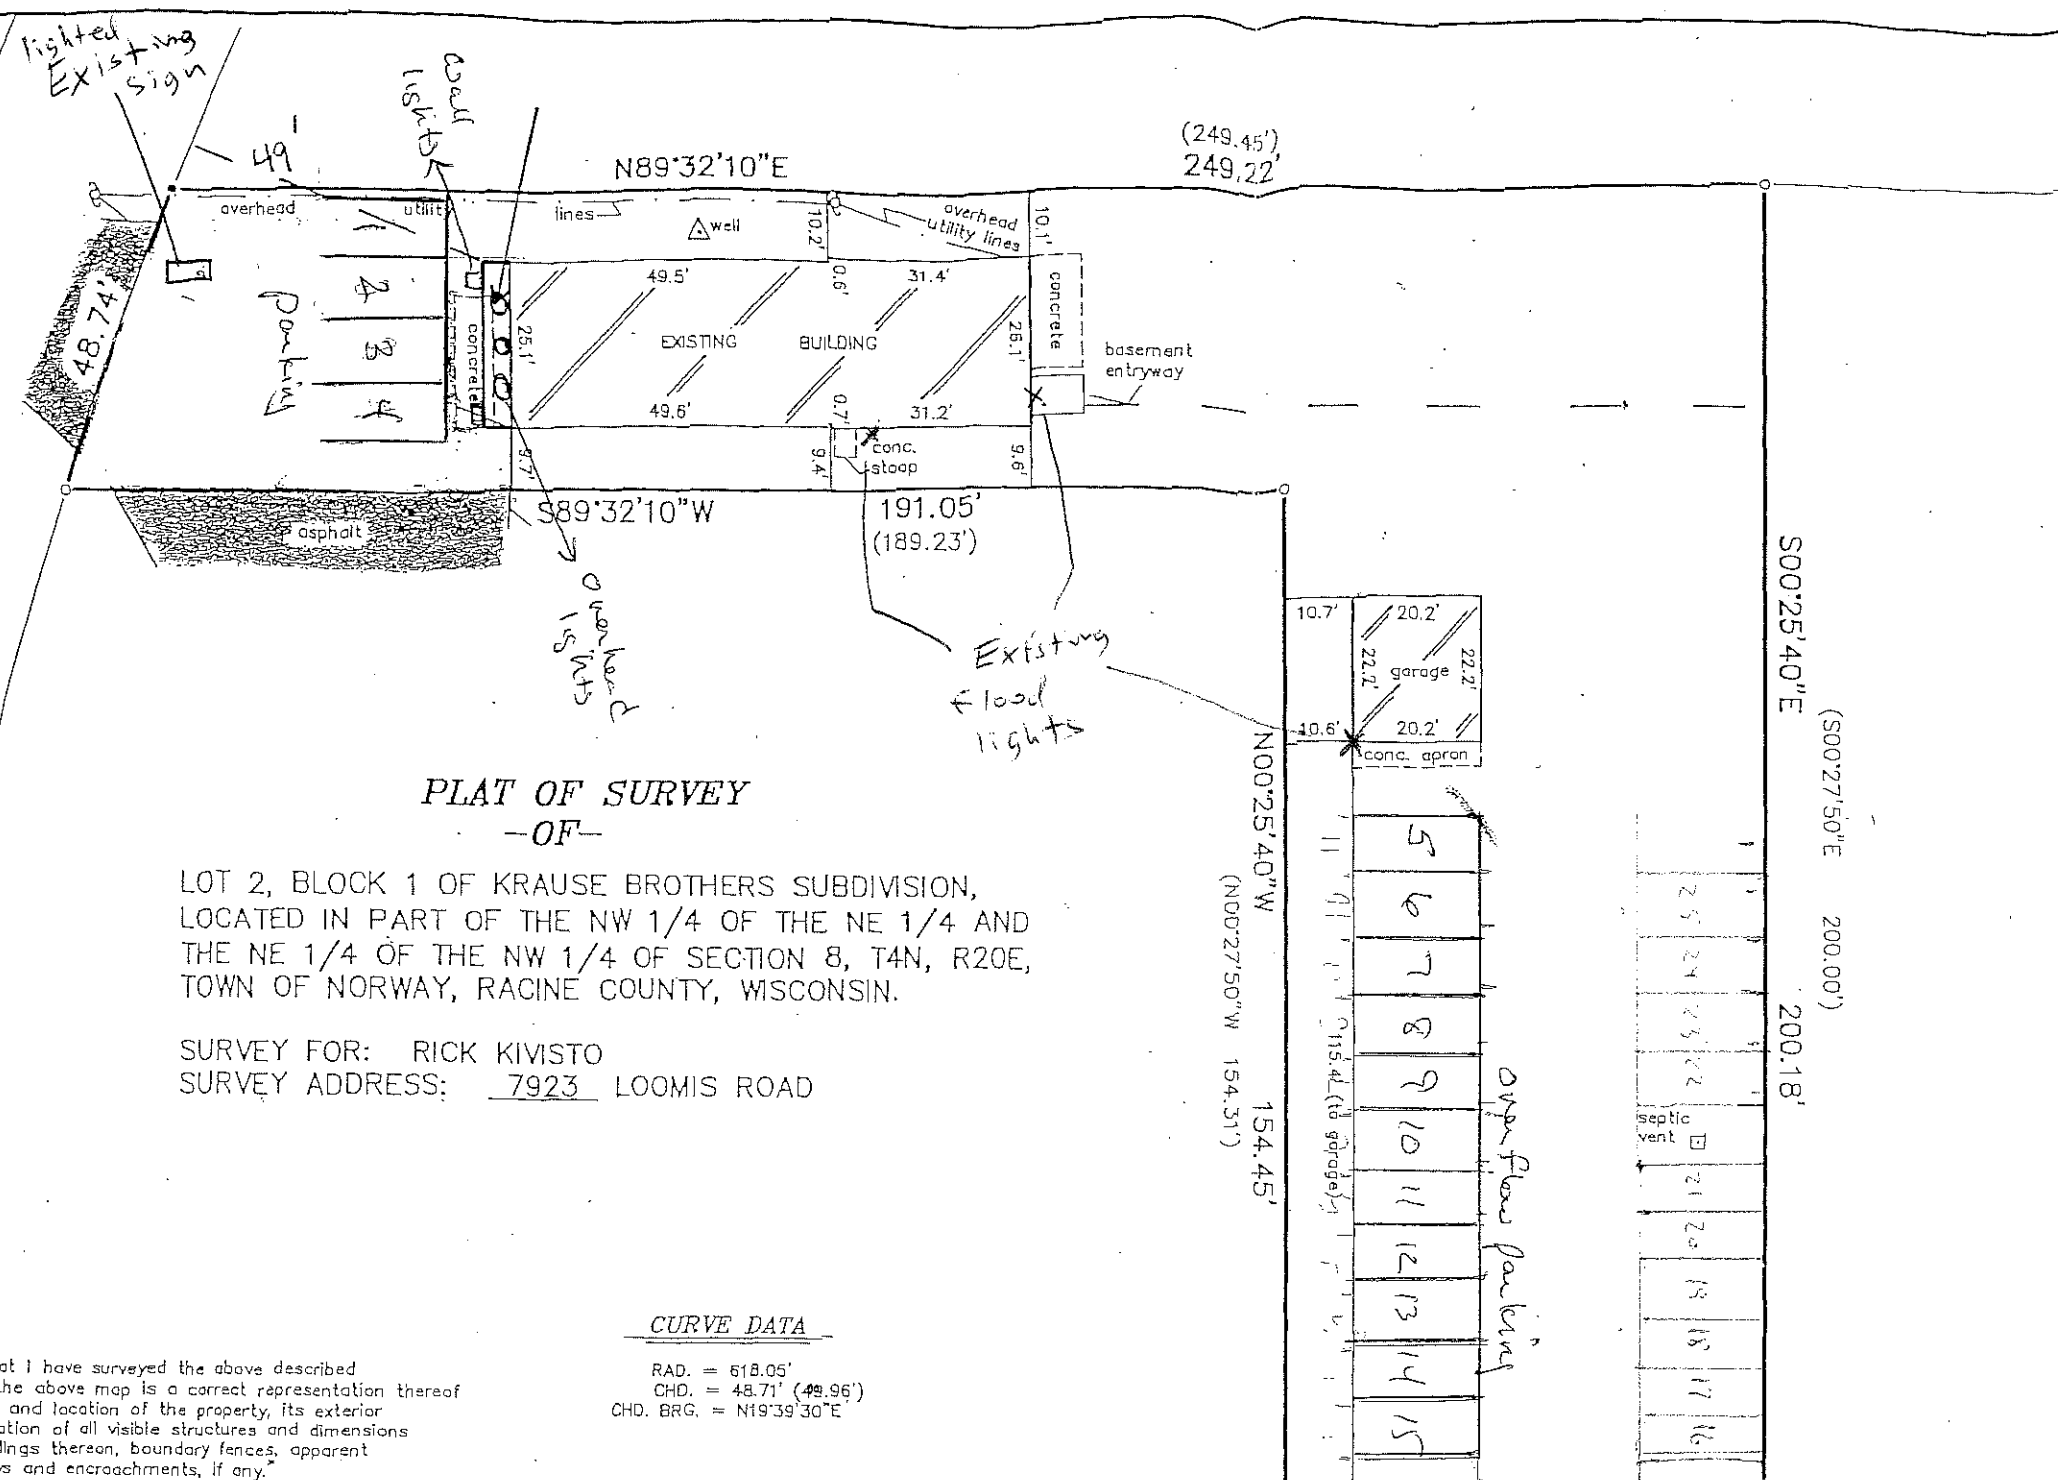 lighted
Existing
sign
49'
wall
lights
N89°32'10"E
(249.45')
249.22'
overhead
utility
lines
well
10.2'
overhead
utility lines
10.1'
48.74'
parking
1
2
3
4
concrete
25.1'
49.5'
0.6'
31.4'
EXISTING BUILDING
26.1'
concrete
basement
entryway
49.6'
0.7'
31.2'
9.7'
9.4'
conc.
stoop
9.6'
asphalt
S89°32'10"W
191.05'
(189.23')
overhead
lights
Existing
flood
lights
10.7'
20.2'
22.2'
garage
22.2'
10.6'
20.2'
conc. apron
S00°25'40"E
200.18'
(S00°27'50"E
200.00')
N00°25'40"W
154.45'
(N00°27'50"W
154.31')
115.4' (to garage)
5
6
7
8
9
10
11
12
13
14
15
Overflow parking
25
24
23
22
septic
vent
21
20
19
18
17
16
PLAT OF SURVEY
-OF-
LOT 2, BLOCK 1 OF KRAUSE BROTHERS SUBDIVISION,
LOCATED IN PART OF THE NW 1/4 OF THE NE 1/4 AND
THE NE 1/4 OF THE NW 1/4 OF SECTION 8, T4N, R20E,
TOWN OF NORWAY, RACINE COUNTY, WISCONSIN.
SURVEY FOR: RICK KIVISTO
SURVEY ADDRESS: 7923 LOOMIS ROAD
CURVE DATA
RAD. = 618.05'
CHD. = 48.71' (49.96')
CHD. BRG. = N19°39'30"E
at I have surveyed the above described
he above map is a correct representation thereof
and location of the property, its exterior
ation of all visible structures and dimensions
dings thereon, boundary fences, apparent
s and encroachments, if any."